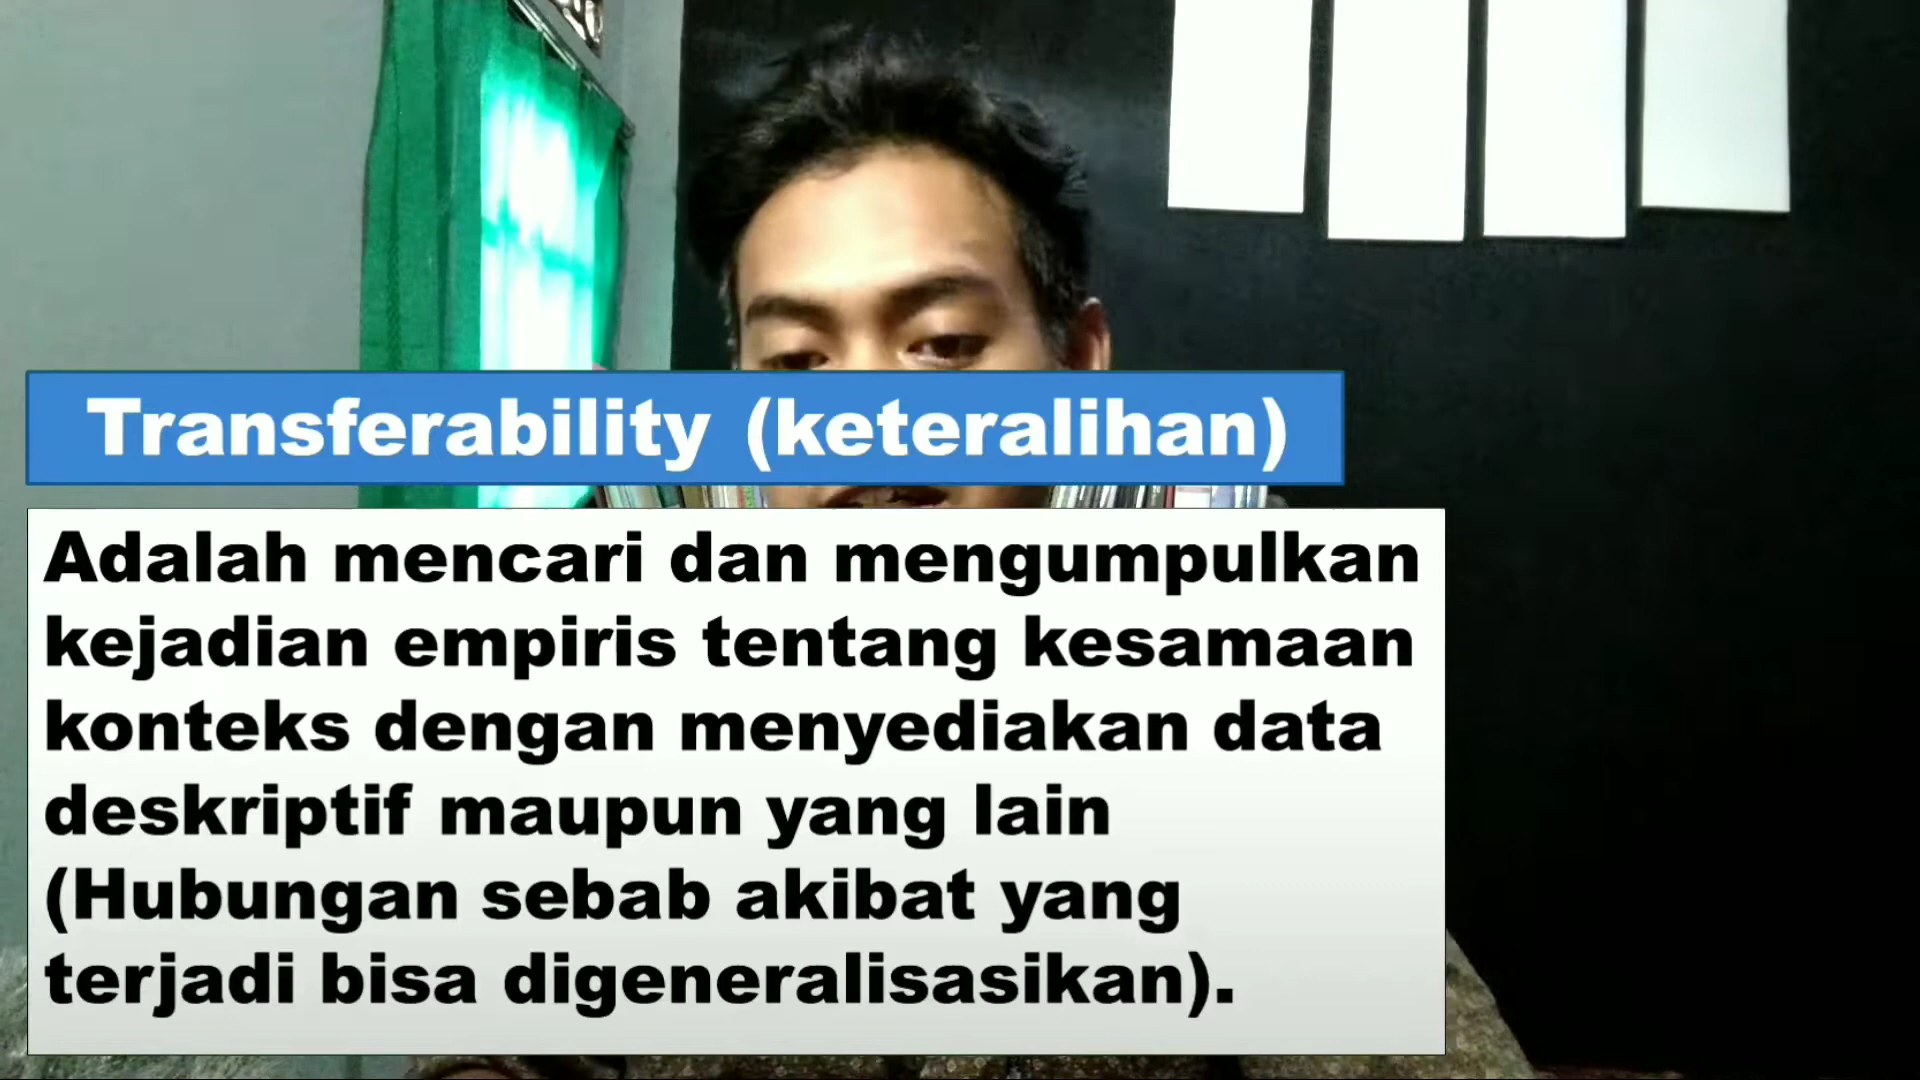 Transferability (keteralihan)
Adalah mencari dan mengumpulkan
kejadian empiris tentang kesamaan
konteks dengan menyediakan data
deskriptif maupun yang lain
(Hubungan sebab akibat yang
terjadi bisa digeneralisasikan).